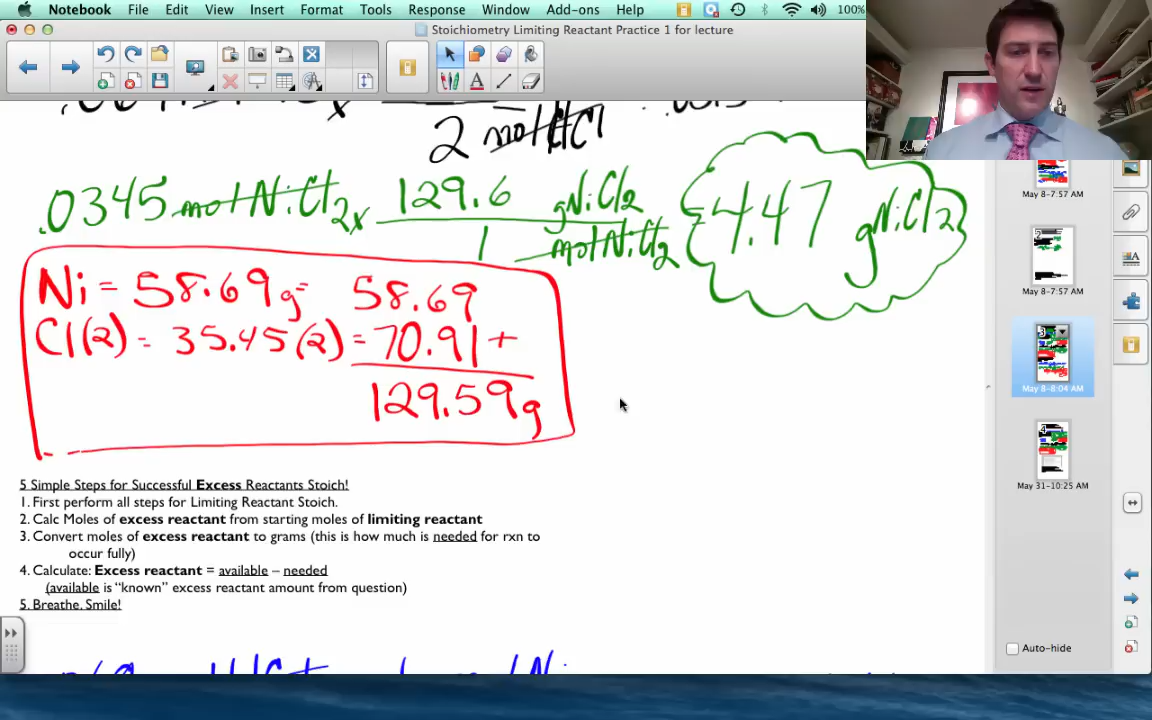 Notebook File Edit View Insert Format Tools Response Window Add-ons Help 100%
Stoichiometry Limiting Reactant Practice 1 for lecture
2 mol HCl
.0345 mol NiCl2 x 129.6 g NiCl2 4.47 g NiCl2
1 mol NiCl2
Ni = 58.69g = 58.69
Cl(2) = 35.45(2) = 70.91 +
129.59g
5 Simple Steps for Successful Excess Reactants Stoich!
1. First perform all steps for Limiting Reactant Stoich.
2. Calc Moles of excess reactant from starting moles of limiting reactant
3. Convert moles of excess reactant to grams (this is how much is needed for rxn to
occur fully)
4. Calculate: Excess reactant = available – needed
(available is “known” excess reactant amount from question)
5. Breathe. Smile!
May 8-7:57 AM
2
May 8-7:57 AM
3
May 8-8:04 AM
4
May 31-10:25 AM
Auto-hide